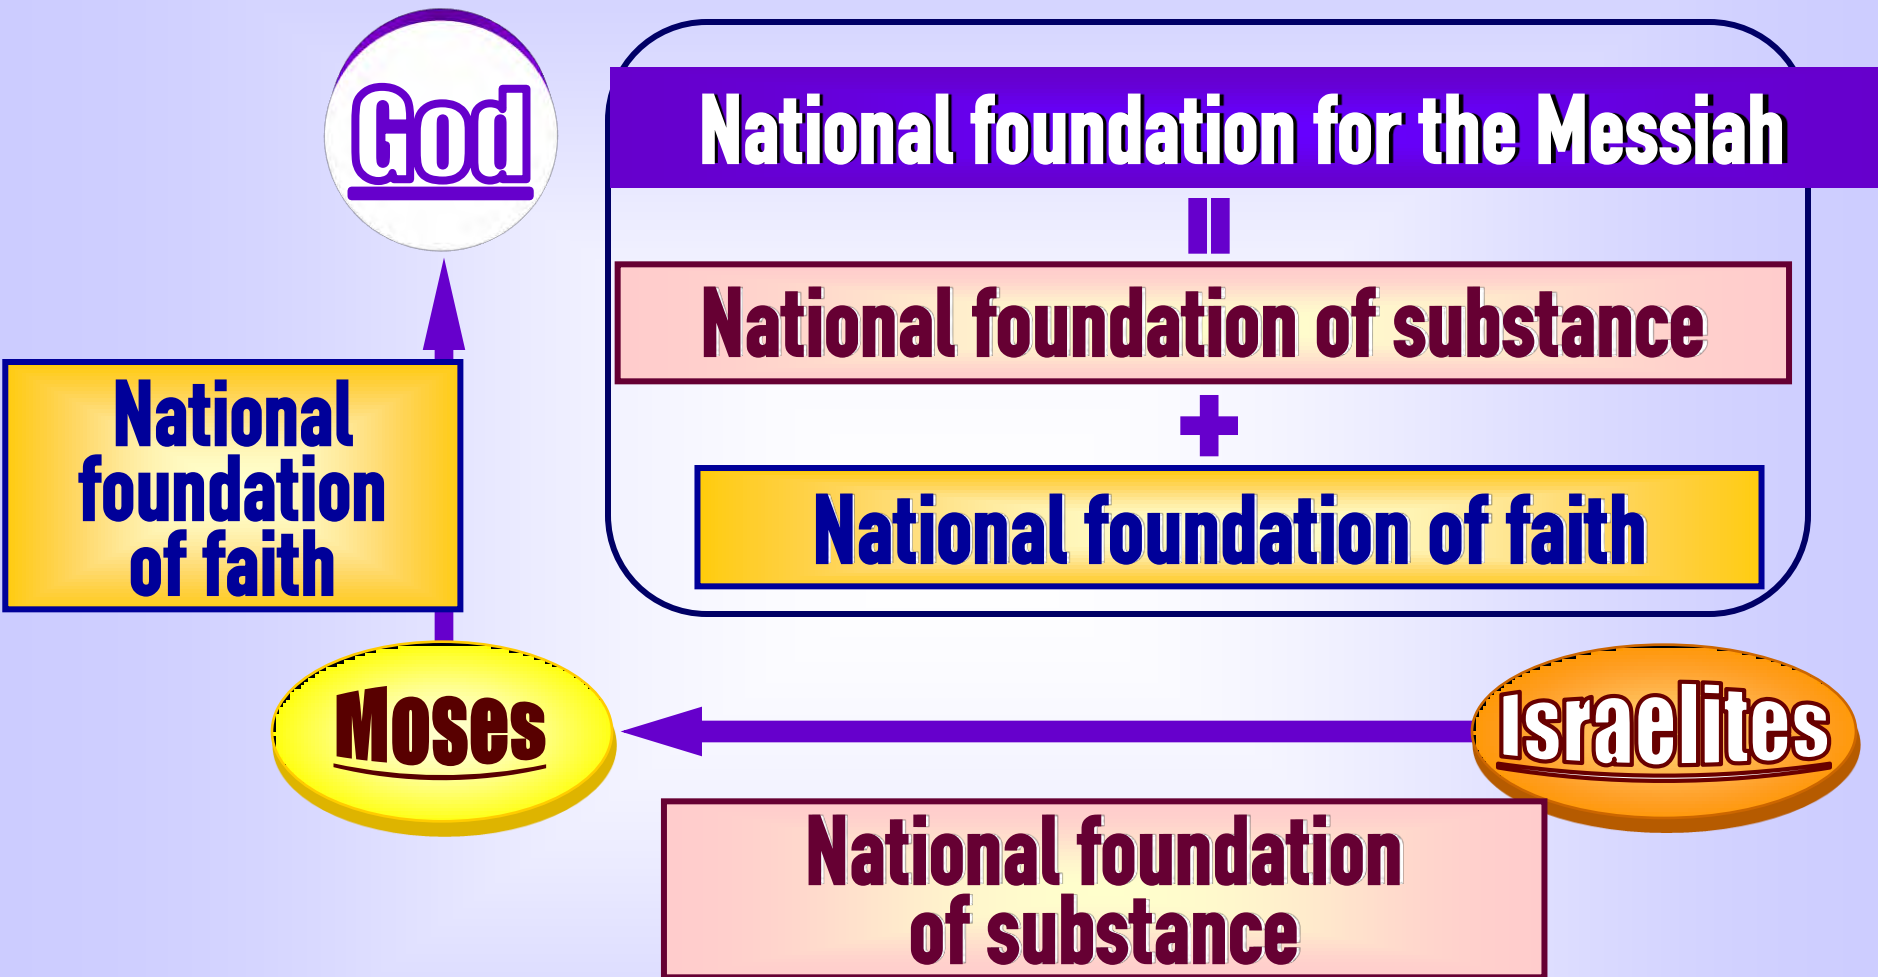 God
National foundation for the Messiah
National foundation of substance
+
National foundation of faith
National
foundation
of faith
Moses
Israelites
National foundation
of substance